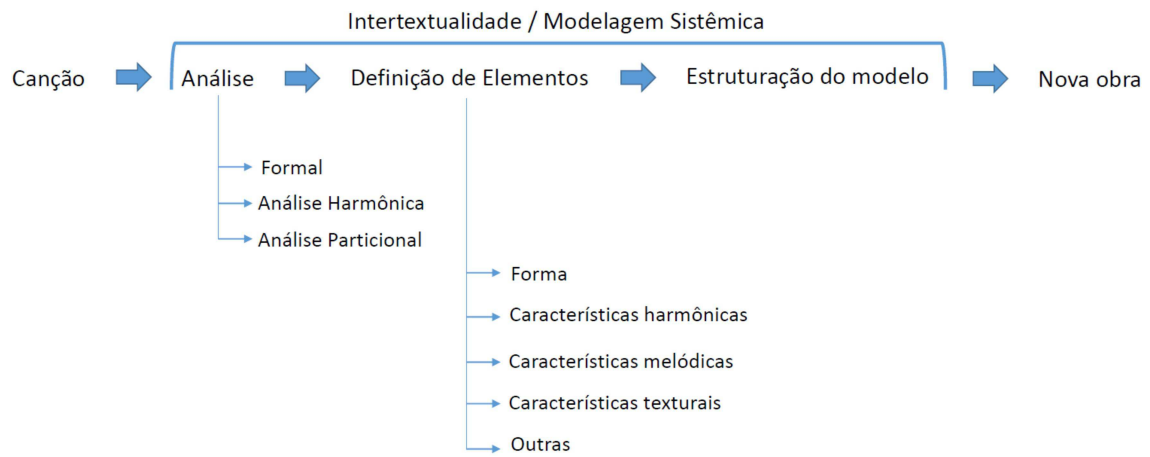 Intertextualidade / Modelagem Sistêmica
Canção
Análise
Definição de Elementos
Estruturação do modelo
Nova obra
Formal
Análise Harmônica
Análise Particional
Forma
Características harmônicas
Características melódicas
Características texturais
Outras